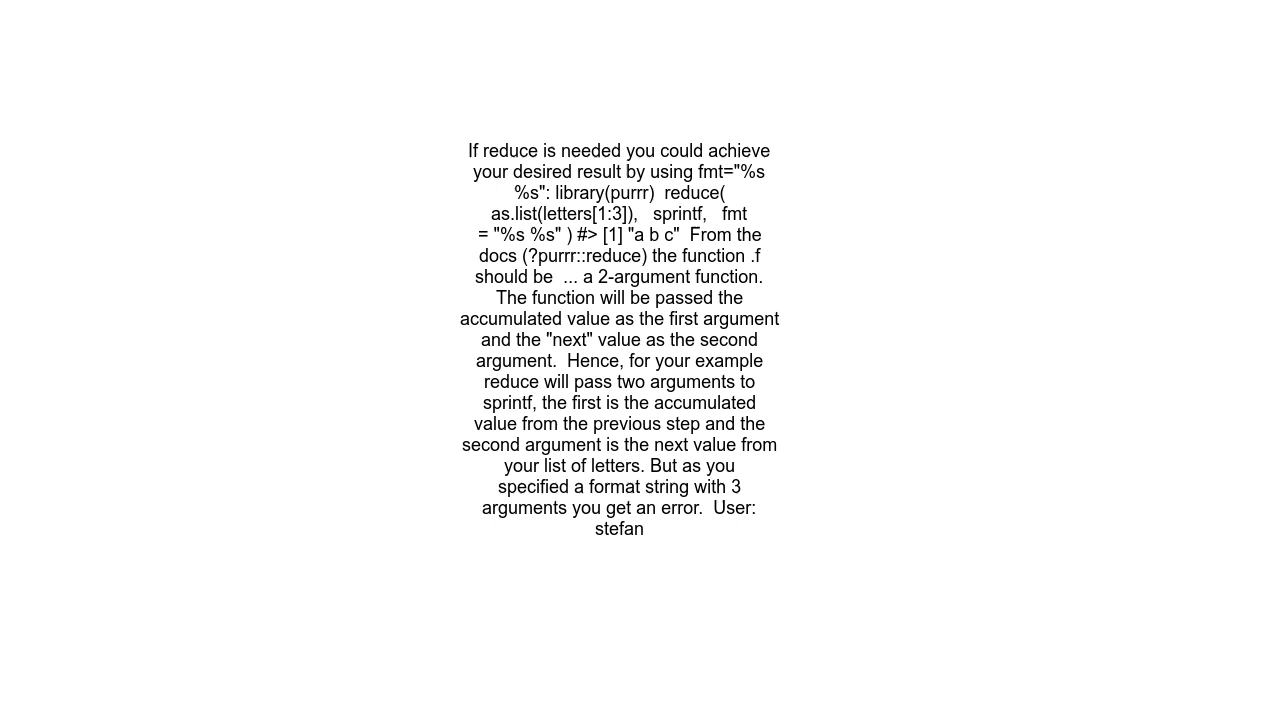 If reduce is needed you could achieve
your desired result by using fmt="%s
%s": library(purrr)  reduce(
as.list(letters[1:3]),   sprintf,   fmt
= "%s %s" ) #> [1] "a b c"  From the
docs (?purrr::reduce) the function .f
should be  ... a 2-argument function.
The function will be passed the
accumulated value as the first argument
and the "next" value as the second
argument.  Hence, for your example
reduce will pass two arguments to
sprintf, the first is the accumulated
value from the previous step and the
second argument is the next value from
your list of letters. But as you
specified a format string with 3
arguments you get an error.  User:
stefan